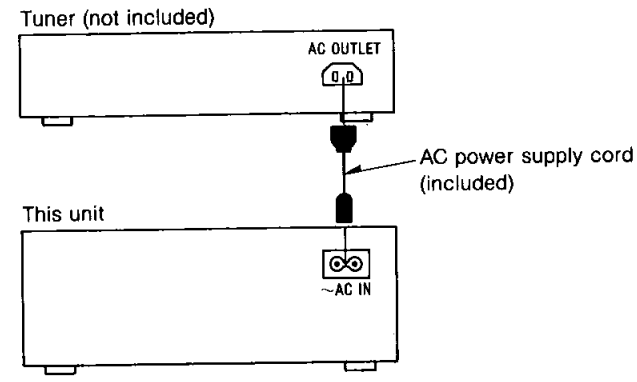 Tuner (not included)
AC OUTLET
AC power supply cord
(included)
This unit
~AC IN